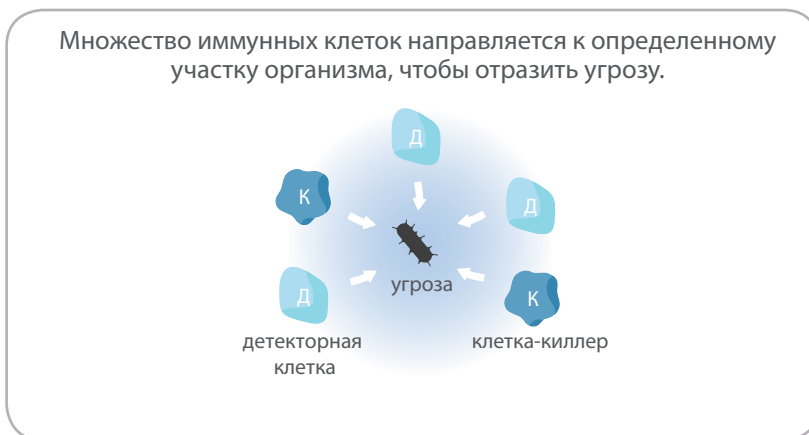 Множество иммунных клеток направляется к определенному
участку организма, чтобы отразить угрозу.
Д
К
Д
угроза
Д
К
детекторная
клетка
клетка-киллер